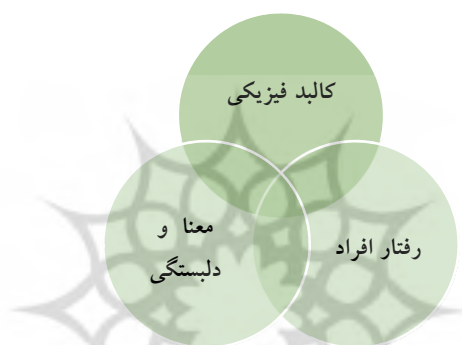 کالبد فیزیکی
معنا و
دلبستگی
رفتار افراد